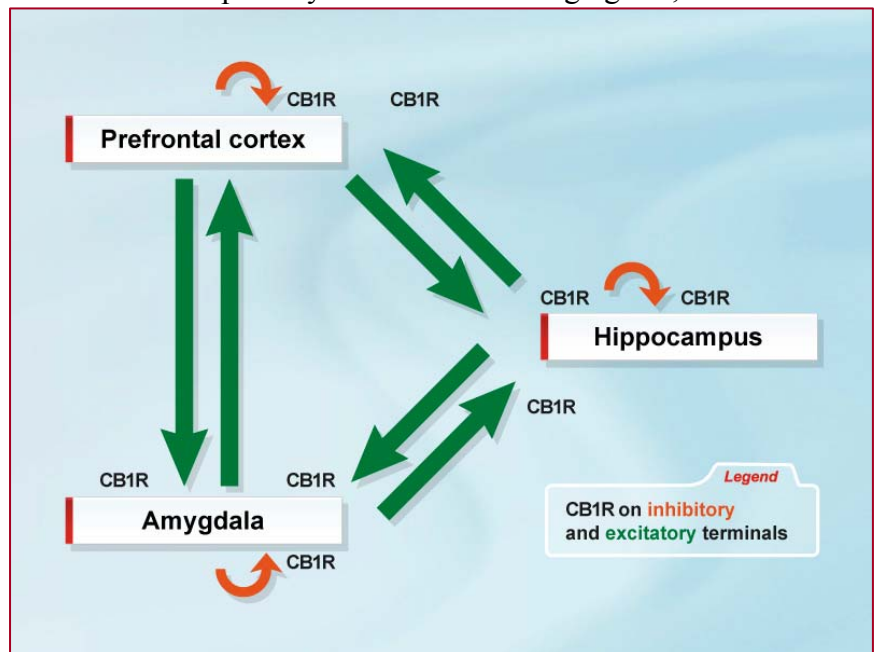 CB1R CB1R
Prefrontal cortex
CB1R CB1R
Hippocampus
CB1R
CB1R CB1R
Amygdala
CB1R
Legend
CB1R on inhibitory
and excitatory terminals